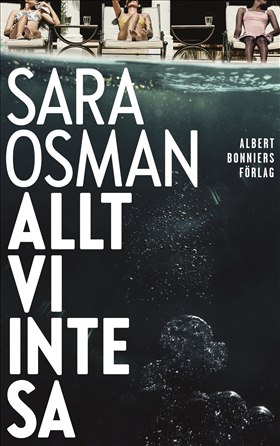 SARA
OSMAN
ALLT
VI
INTE
SA
ALBERT
BONNIERS
FÖRLAG